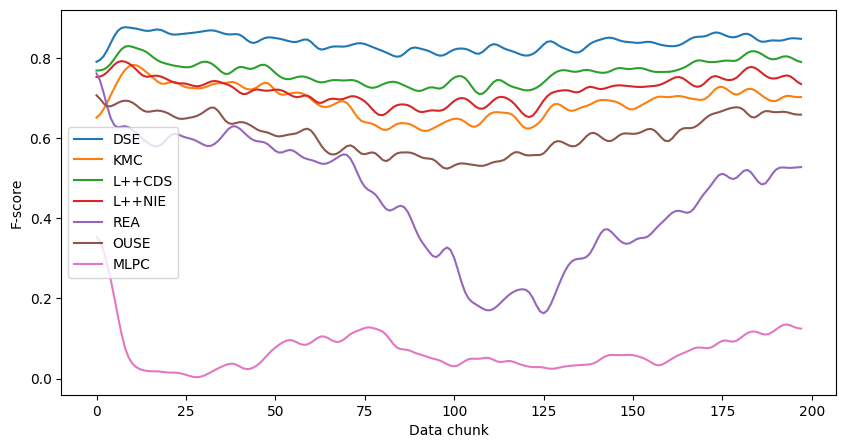 0.8
0.6
0.4
0.2
0.0
F-score
DSE
KMC
L++CDS
L++NIE
REA
OUSE
MLPC
0 25 50 75 100 125 150 175 200
Data chunk